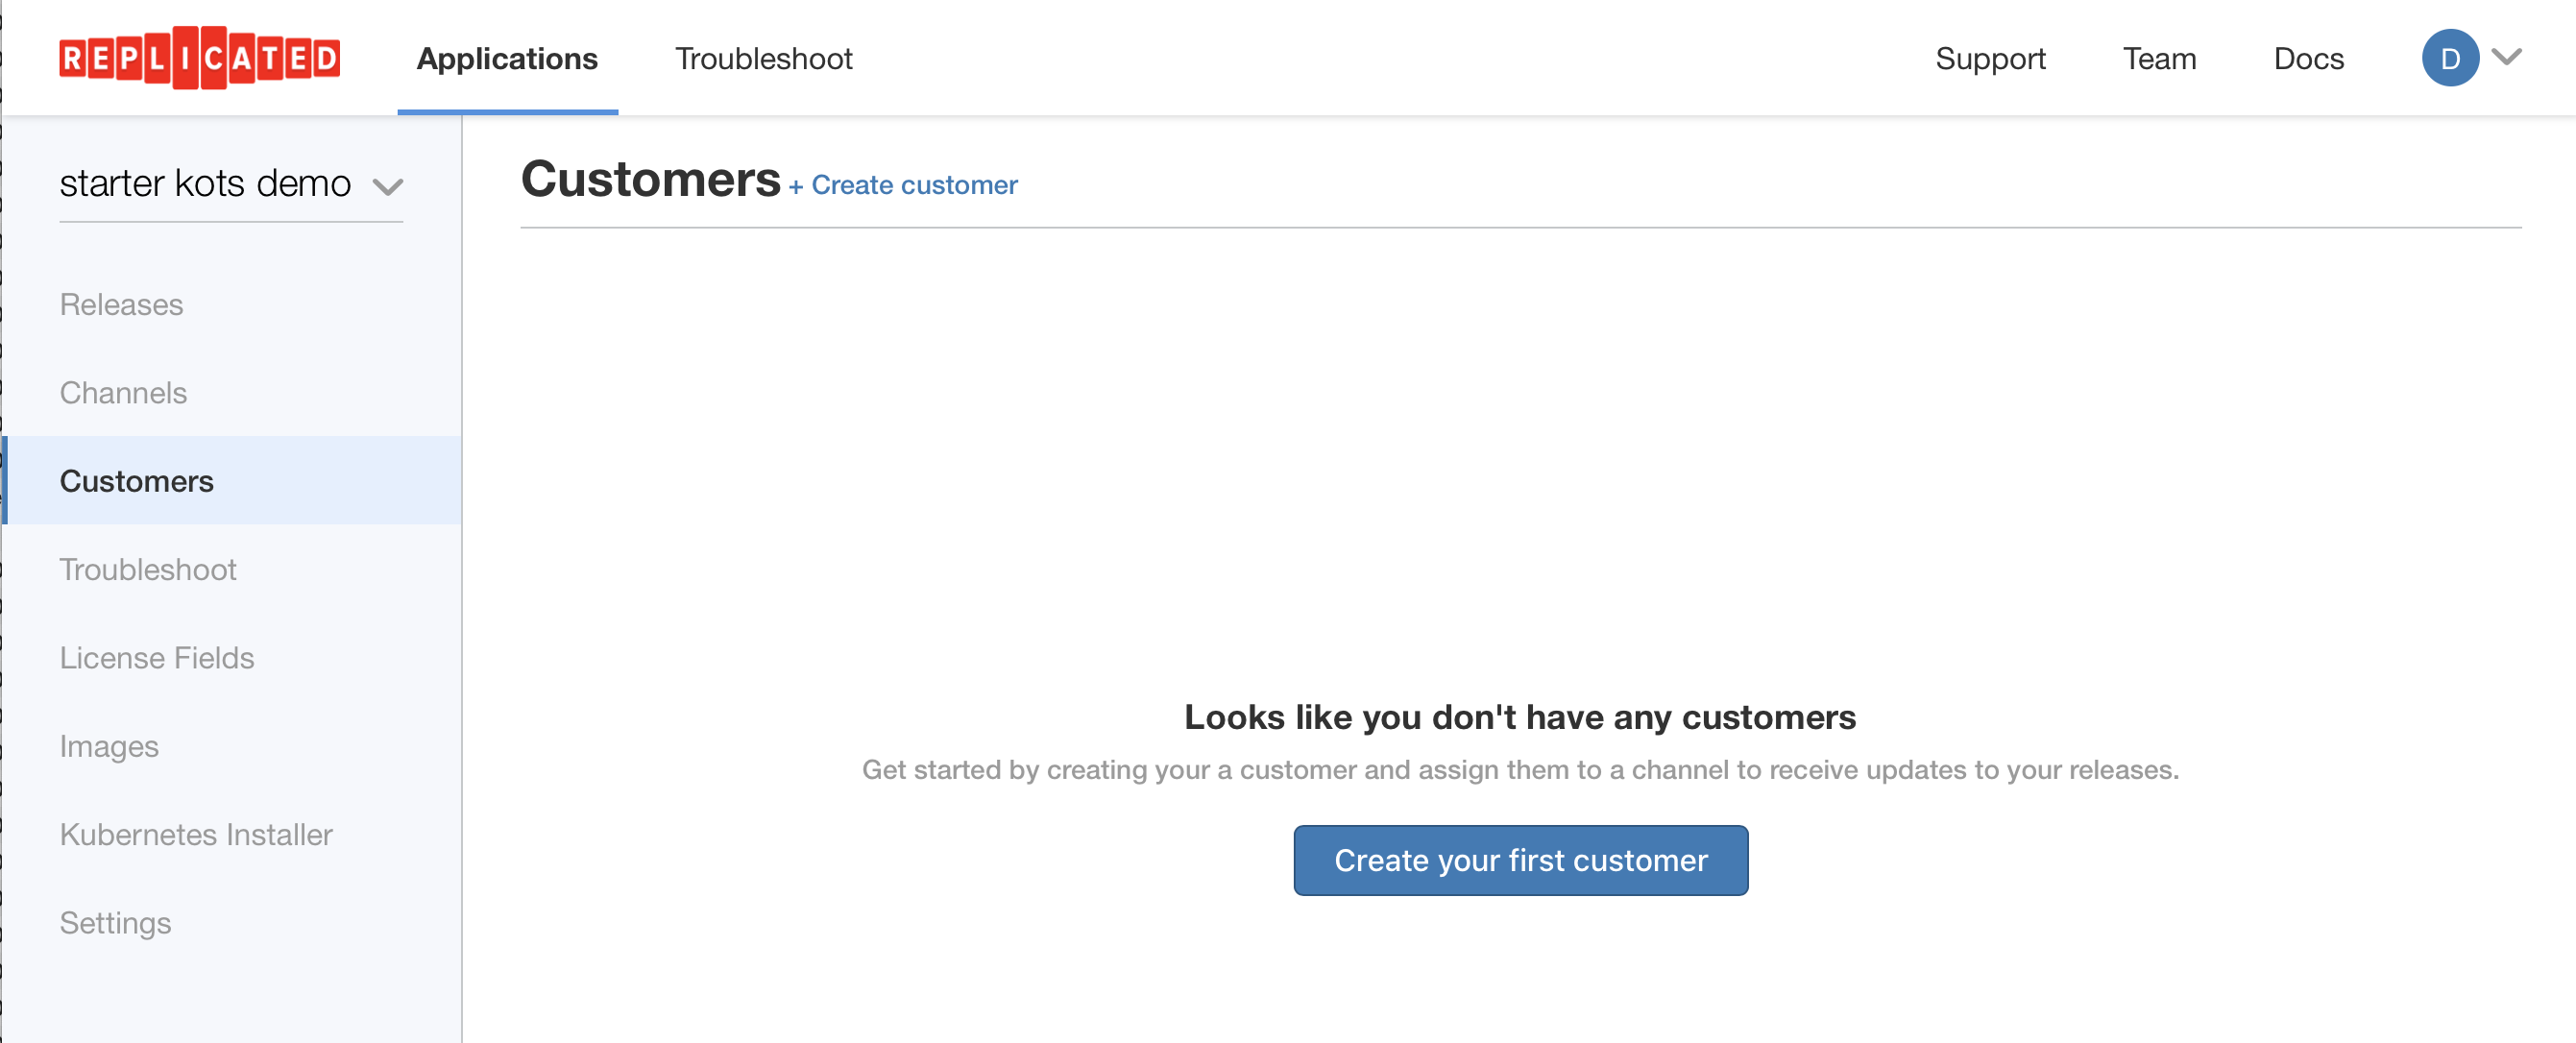 REPLICATED
Applications
Troubleshoot
Support
Team
Docs
D
starter kots demo
Releases
Channels
Customers
Troubleshoot
License Fields
Images
Kubernetes Installer
Settings
Customers + Create customer
Looks like you don't have any customers
Get started by creating your a customer and assign them to a channel to receive updates to your releases.
Create your first customer